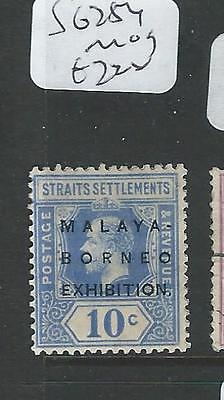 SG254
MOG
STRAITS SETTLEMENTS
POSTAGE
& REVENUE
MALAYA-
BORNEO
EXHIBITION.
10c